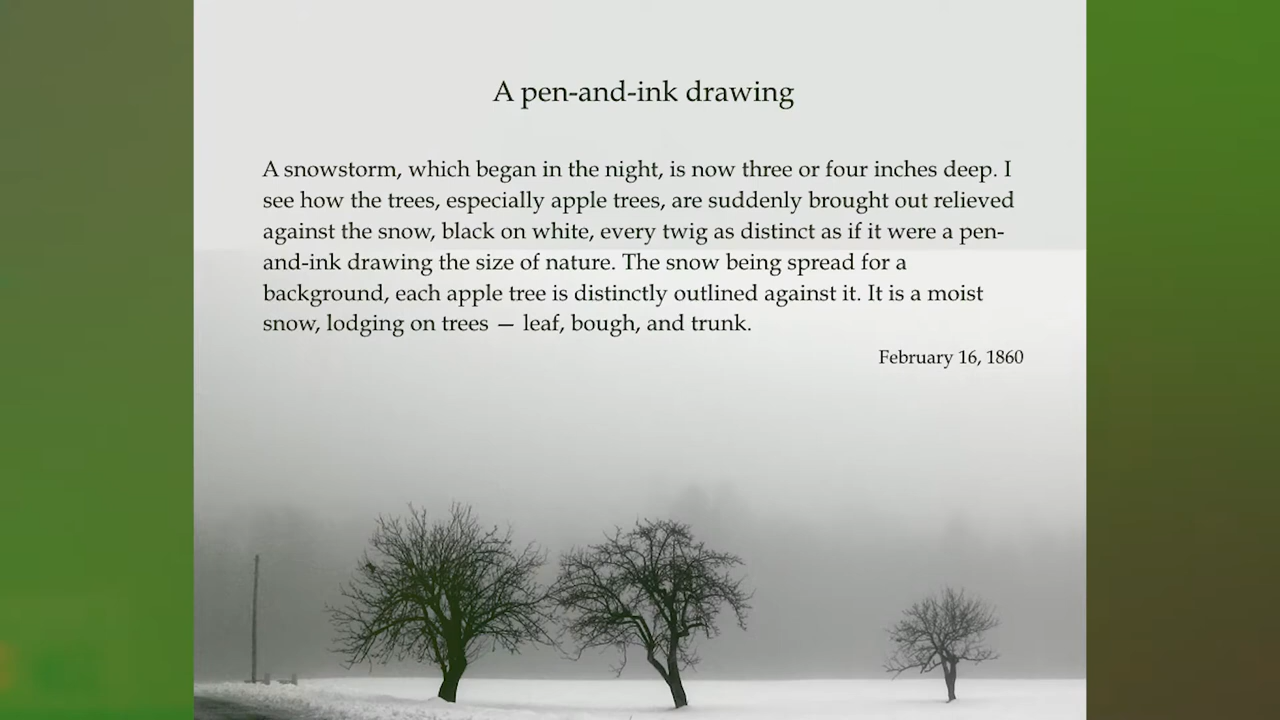 A pen-and-ink drawing
A snowstorm, which began in the night, is now three or four inches deep. I
see how the trees, especially apple trees, are suddenly brought out relieved
against the snow, black on white, every twig as distinct as if it were a pen-
and-ink drawing the size of nature. The snow being spread for a
background, each apple tree is distinctly outlined against it. It is a moist
snow, lodging on trees — leaf, bough, and trunk.
February 16, 1860